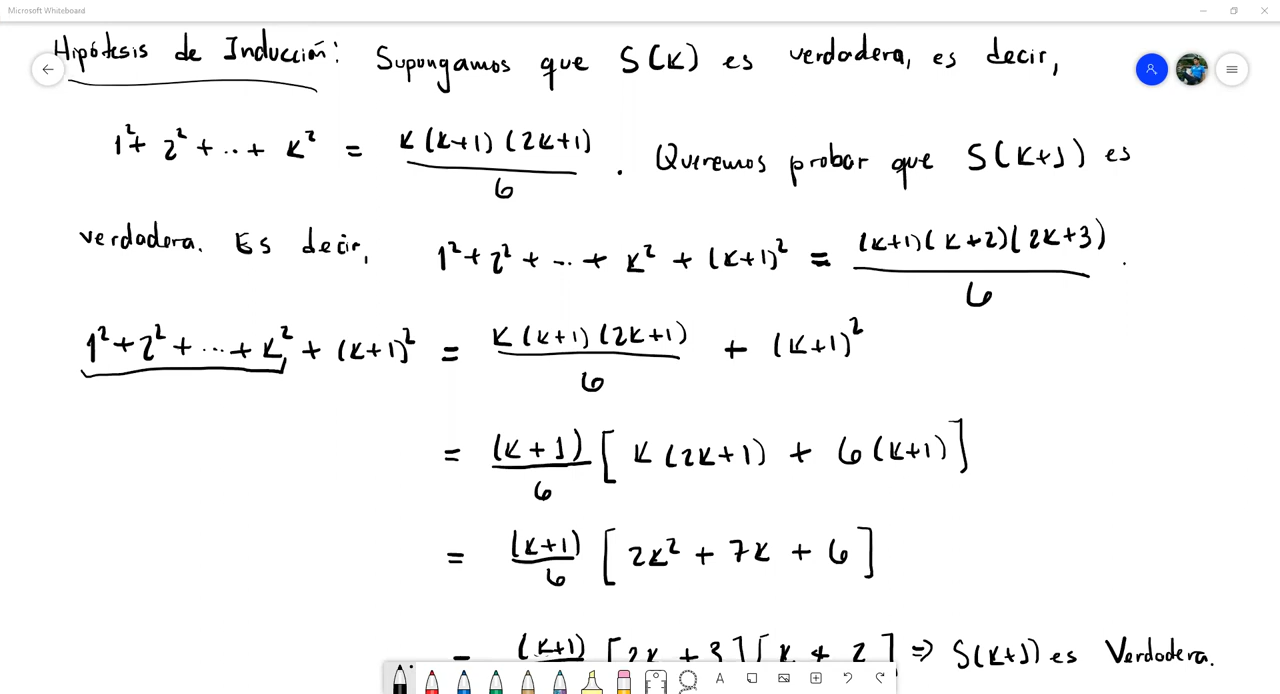 Microsoft Whiteboard
Hipótesis de Inducción: Supongamos que S(K) es verdadera, es decir,
1² + 2² + ... + K² = K(K+1)(2K+1) / 6 . Queremos probar que S(K+1) es
verdadera. Es decir, 1² + 2² + ... + K² + (K+1)² = (K+1)(K+2)(2K+3) / 6 .
1² + 2² + ... + K² + (K+1)² = K(K+1)(2K+1) / 6 + (K+1)²
= (K+1) / 6 [ K(2K+1) + 6(K+1) ]
= (K+1) / 6 [ 2K² + 7K + 6 ]
= (K+1) [2K + 3][K + 2] ⇒ S(K+1) es Verdadera.